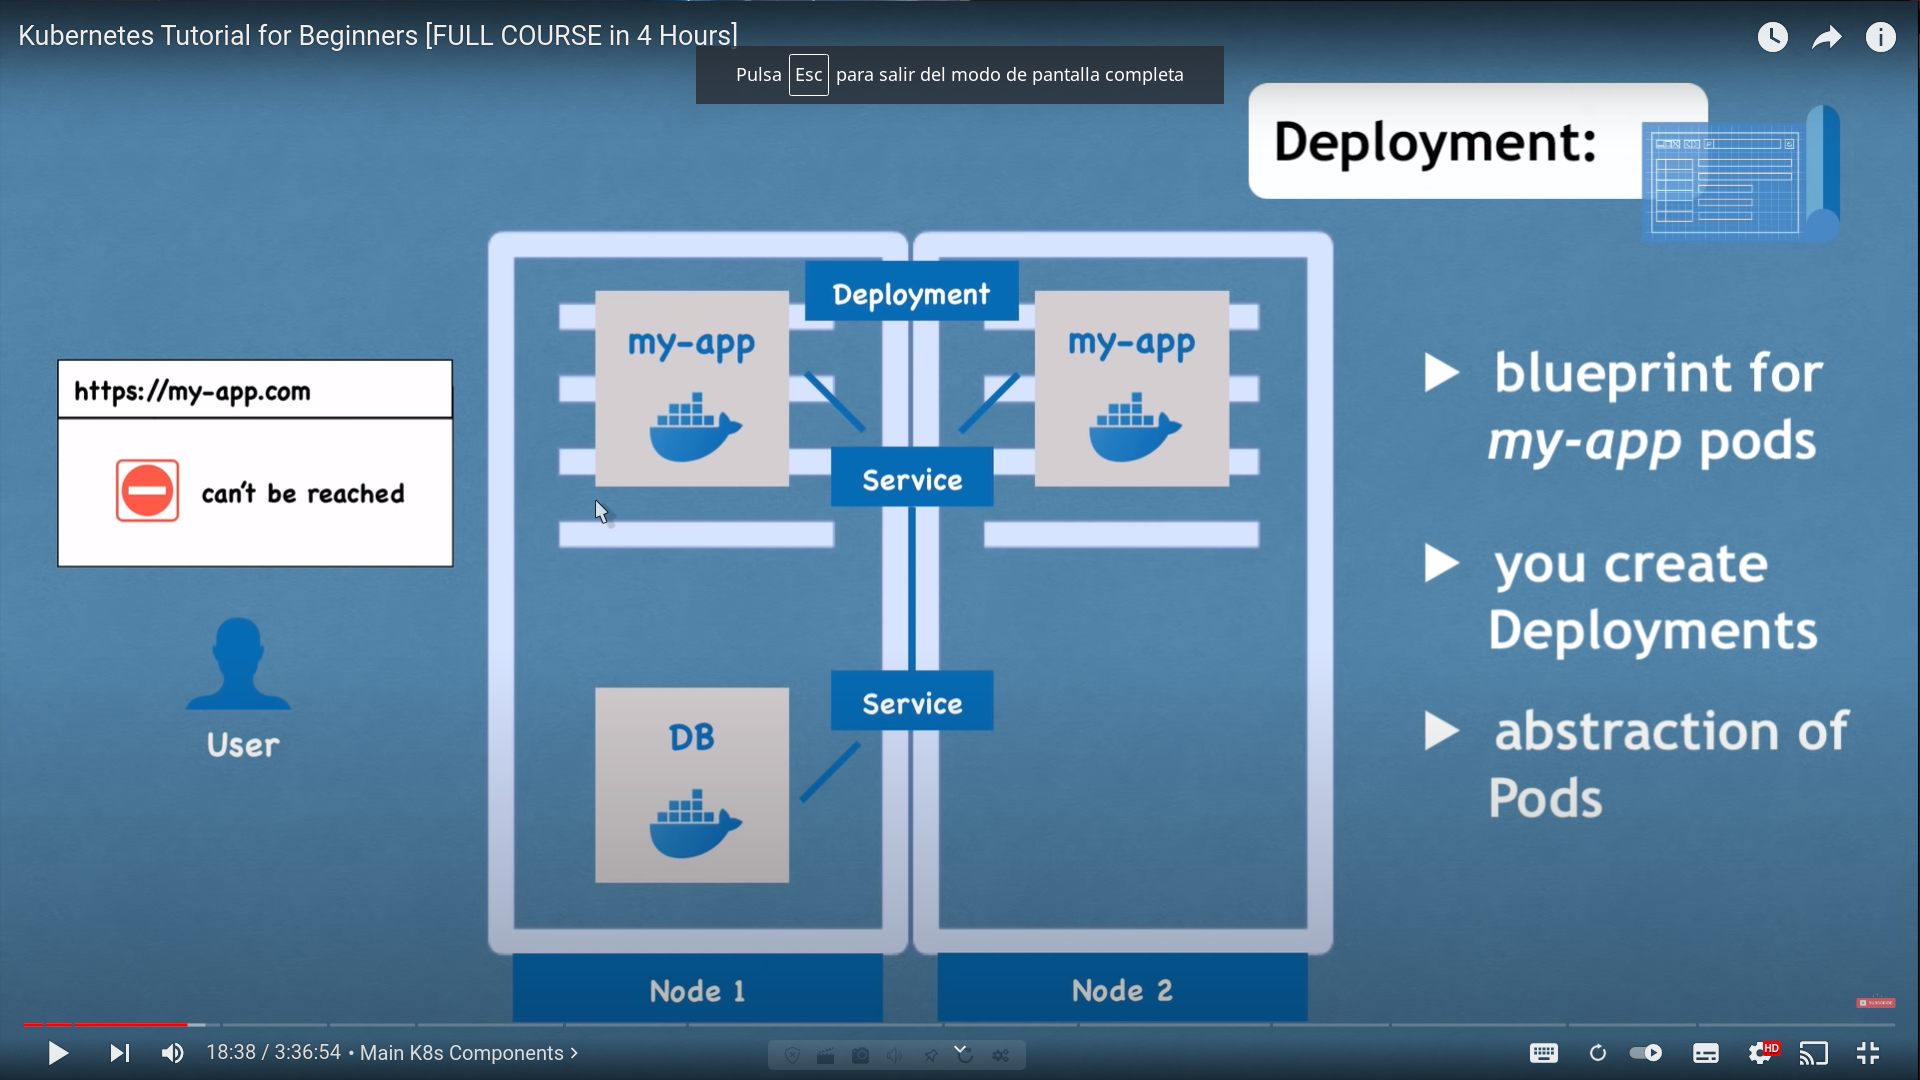 Kubernetes Tutorial for Beginners [FULL COURSE in 4 Hours]
Pulsa Esc para salir del modo de pantalla completa
Deployment:
Deployment
my-app
my-app
https://my-app.com
can't be reached
Service
User
DB
Service
Node 1
Node 2
blueprint for
my-app pods
you create
Deployments
abstraction of
Pods
18:38 / 3:36:54 • Main K8s Components
HD